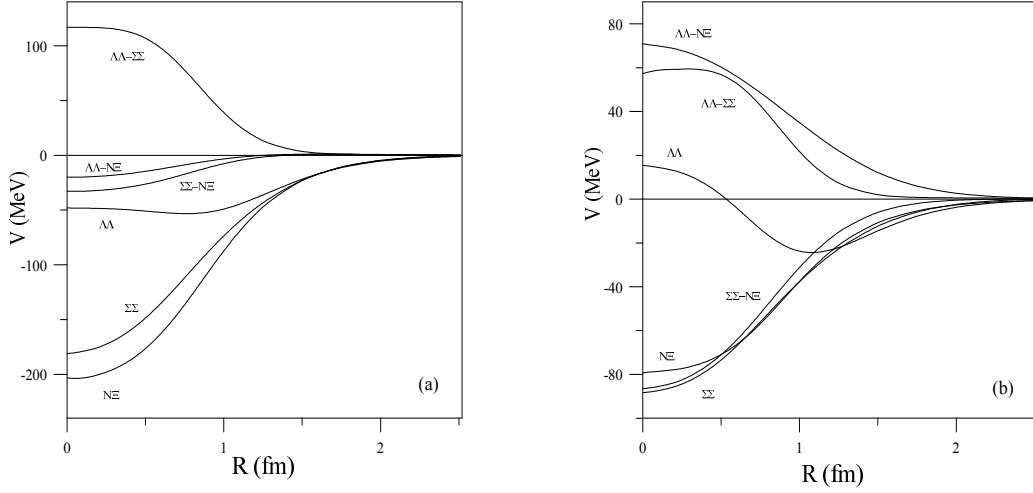 100
0
-100
-200
V (MeV)
ΛΛ–ΣΣ
ΛΛ–NΞ
ΣΣ–NΞ
ΛΛ
ΣΣ
NΞ
(a)
0
1
2
R (fm)
80
40
0
-40
-80
V (MeV)
ΛΛ–NΞ
ΛΛ–ΣΣ
ΛΛ
ΣΣ–NΞ
NΞ
ΣΣ
(b)
0
1
2
R (fm)